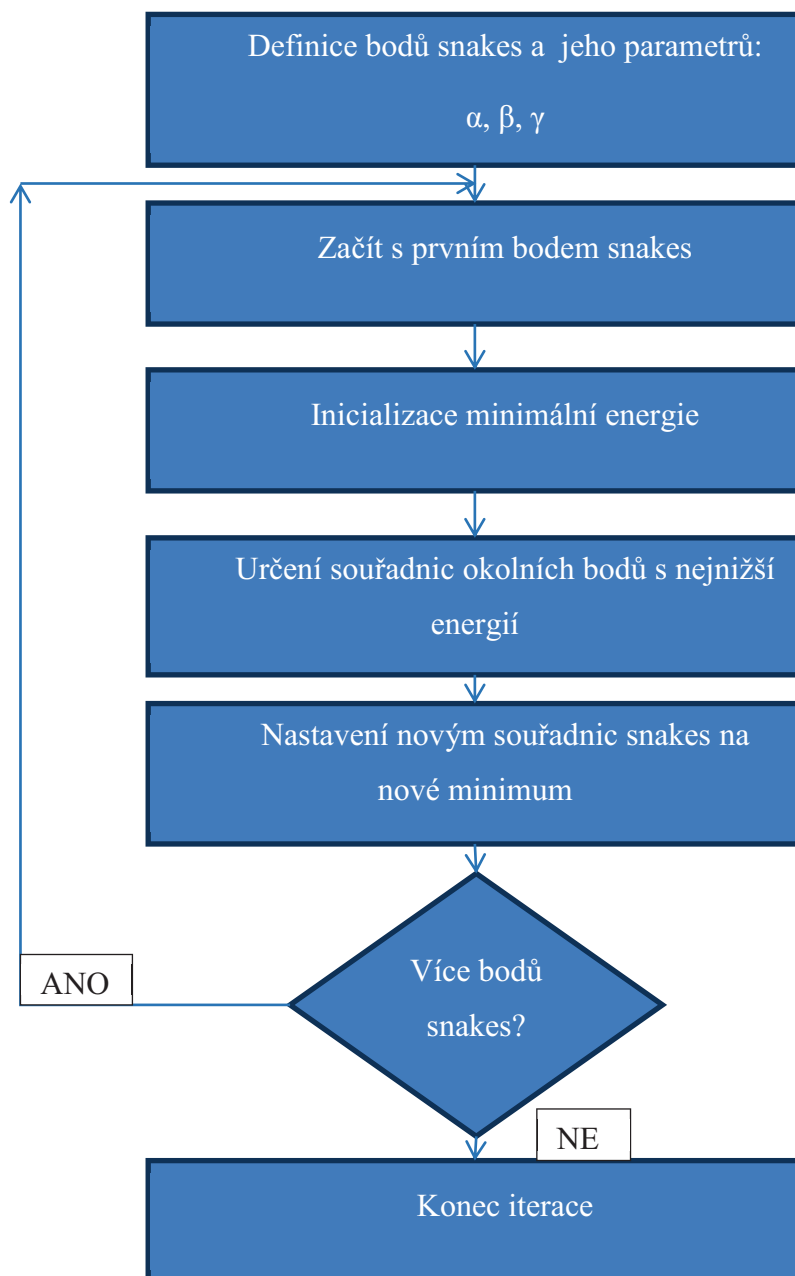 Definice bodů snakes a jeho parametrů:
α, β, γ
Začít s prvním bodem snakes
Inicializace minimální energie
Určení souřadnic okolních bodů s nejnižší
energií
Nastavení novým souřadnic snakes na
nové minimum
Více bodů
snakes?
ANO
NE
Konec iterace